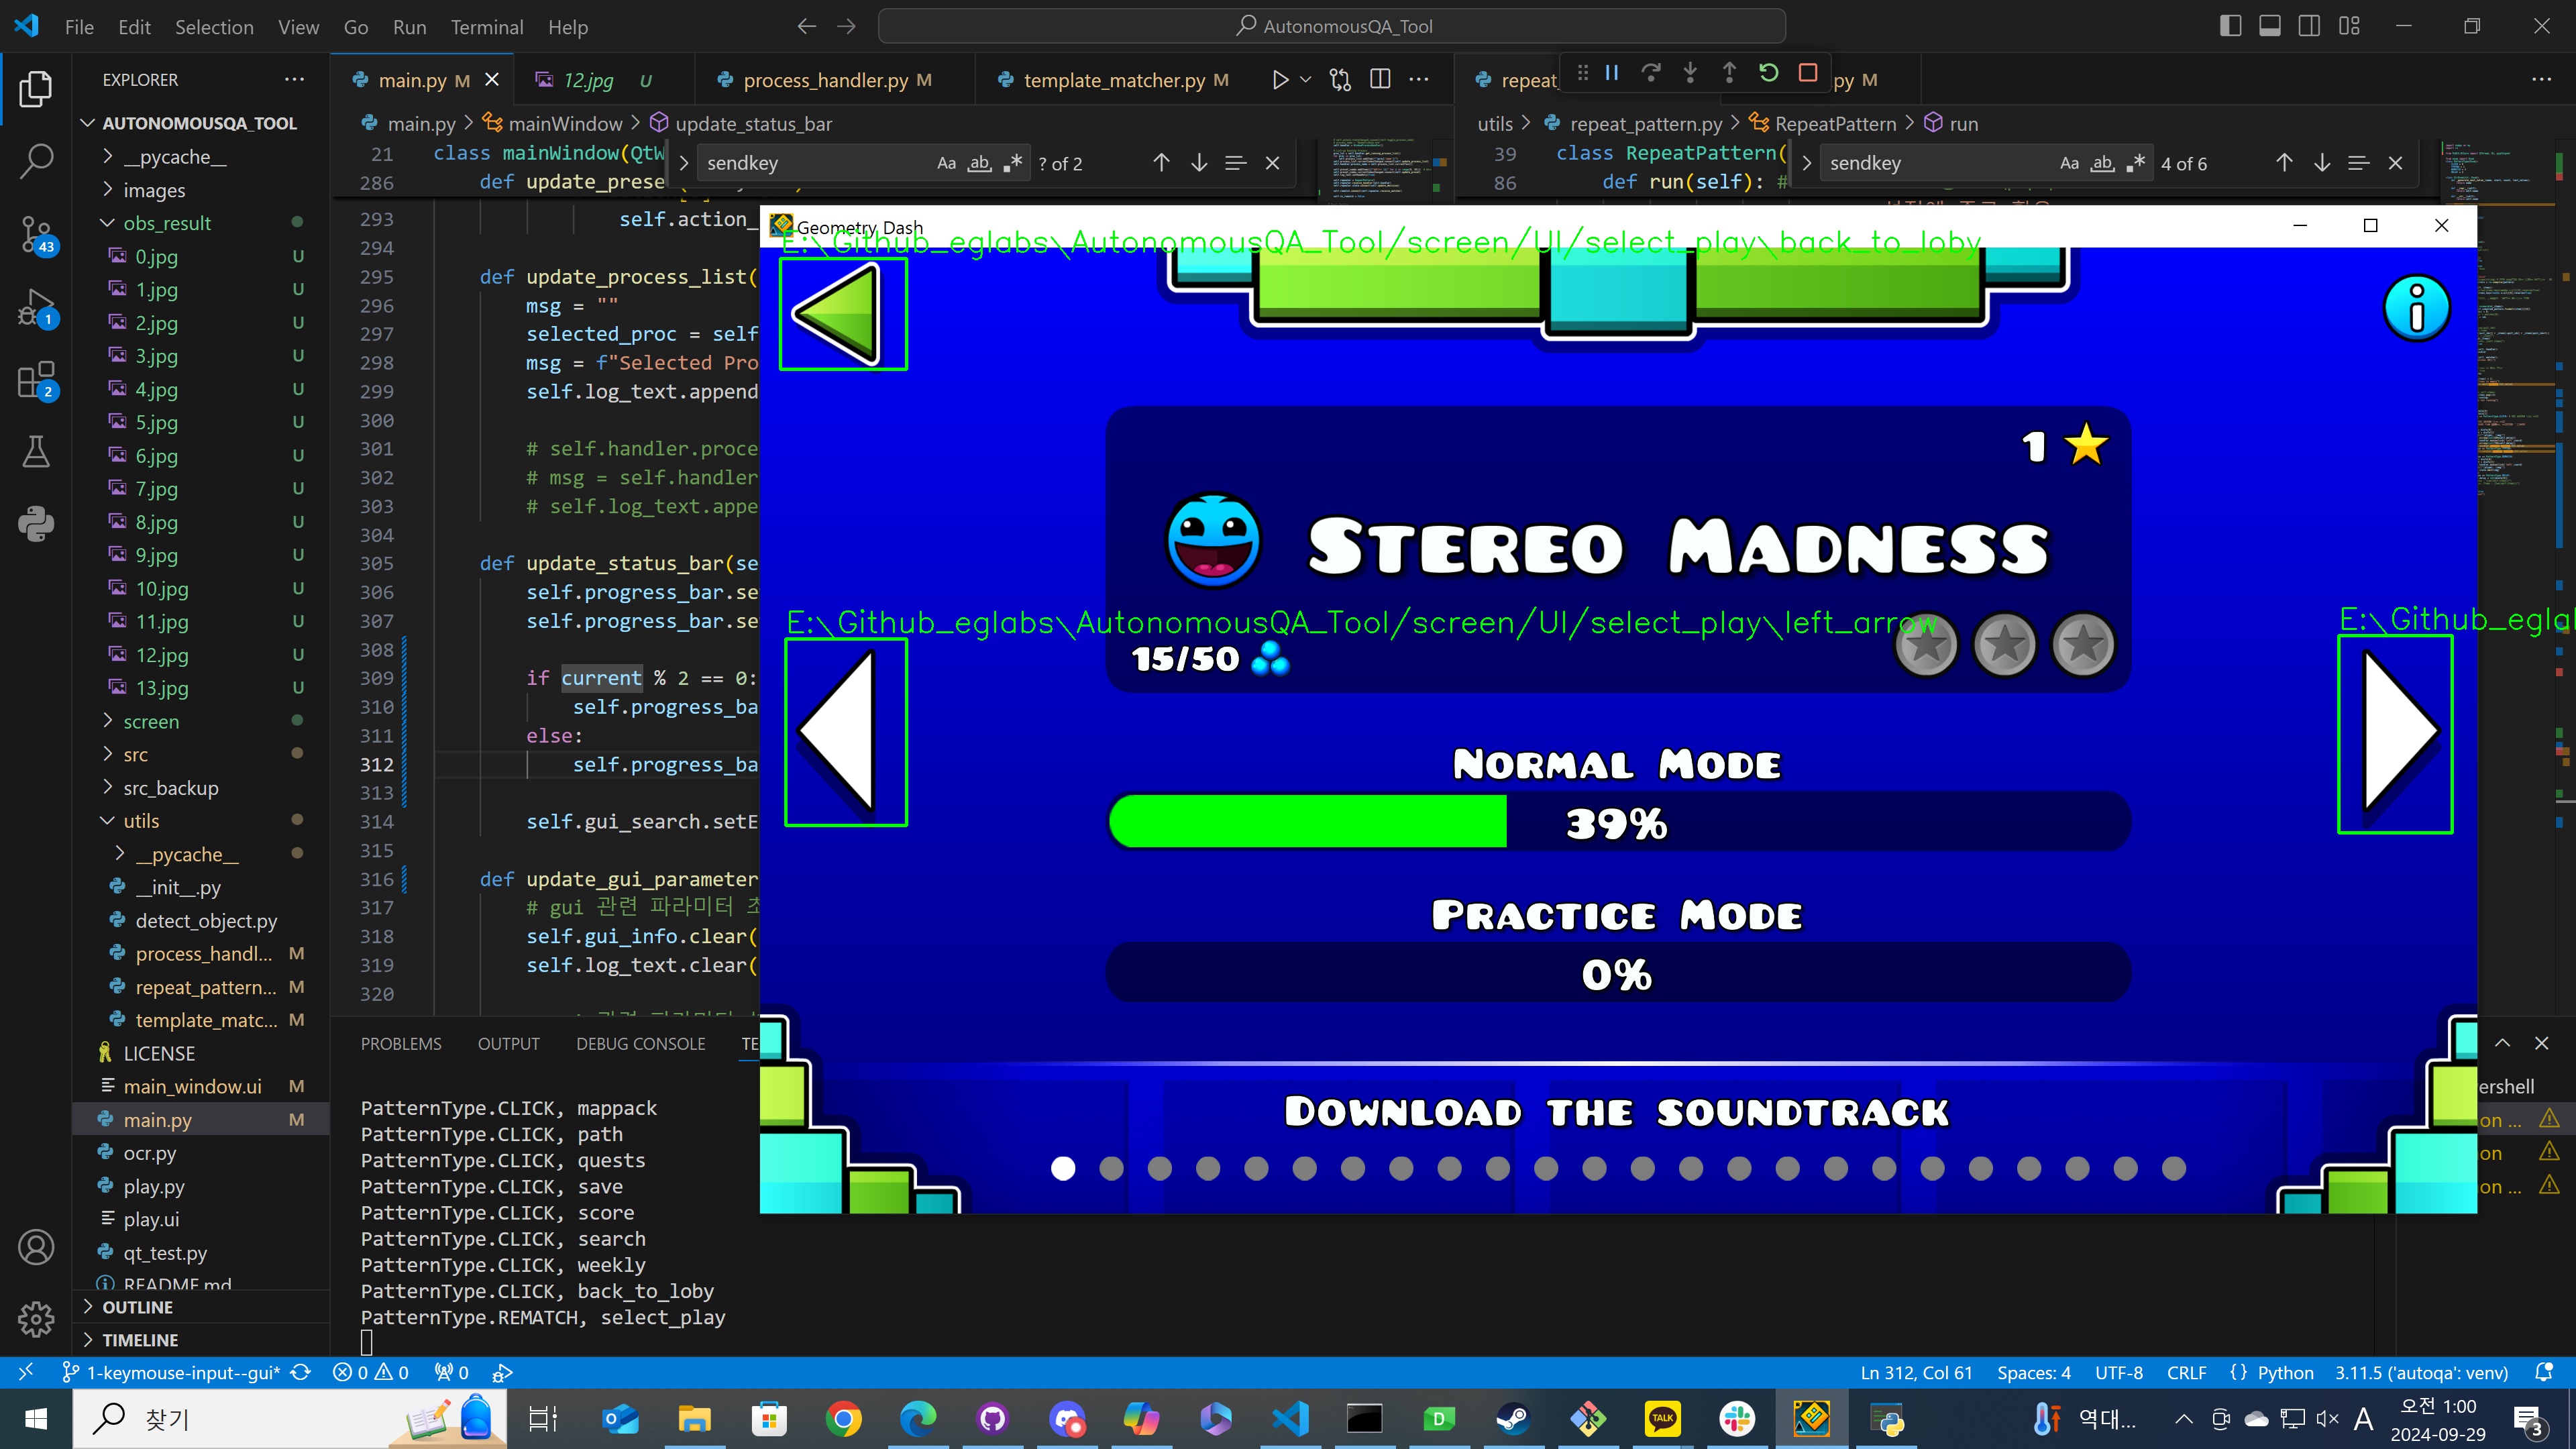 File Edit Selection View Go Run Terminal Help
AutonomousQA_Tool
EXPLORER
main.py M
12.jpg U
process_handler.py M
template_matcher.py M
repeat_
py M
AUTONOMOUSQA_TOOL
main.py > mainWindow > update_status_bar
utils > repeat_pattern.py > RepeatPattern > run
__pycache__
images
obs_result
0.jpg U
1.jpg U
2.jpg U
3.jpg U
4.jpg U
5.jpg U
6.jpg U
7.jpg U
8.jpg U
9.jpg U
10.jpg U
11.jpg U
12.jpg U
13.jpg U
screen
src
src_backup
utils
__pycache__
__init__.py
detect_object.py
process_handl... M
repeat_pattern... M
template_matc... M
LICENSE
main_window.ui M
main.py M
ocr.py
play.py
play.ui
qt_test.py
README.md
OUTLINE
TIMELINE
43
1
2
21 class mainWindow(QtW
286 def update_prese
sendkey
Aa ab
? of 2
39 class RepeatPattern(
86 def run(self): #
sendkey
Aa ab
4 of 6
293 self.action_
294
295 def update_process_list(
296 msg = ""
297 selected_proc = self
298 msg = f"Selected Pro
299 self.log_text.append
300
301 # self.handler.proce
302 # msg = self.handler
303 # self.log_text.appe
304
305 def update_status_bar(se
306 self.progress_bar.se
307 self.progress_bar.se
308
309 if current % 2 == 0:
310 self.progress_ba
311 else:
312 self.progress_ba
313
314 self.gui_search.setE
315
316 def update_gui_parameter
317 # gui 관련 파라미터 초
318 self.gui_info.clear(
319 self.log_text.clear(
320
Geometry Dash
E:\Github_eglabs\AutonomousQA_Tool/screen/UI/select_play\back_to_loby
1
Stereo Madness
E:\Github_eglabs\AutonomousQA_Tool/screen/UI/select_play\left_arrow
E:\Github_eglab
15/50
Normal Mode
39%
Practice Mode
0%
Download the soundtrack
PROBLEMS OUTPUT DEBUG CONSOLE TE
PatternType.CLICK, mappack
PatternType.CLICK, path
PatternType.CLICK, quests
PatternType.CLICK, save
PatternType.CLICK, score
PatternType.CLICK, search
PatternType.CLICK, weekly
PatternType.CLICK, back_to_loby
PatternType.REMATCH, select_play
ershell
on ...
on
on ...
1-keymouse-input--gui* 0 0 0
Ln 312, Col 61 Spaces: 4 UTF-8 CRLF {} Python 3.11.5 ('autoqa': venv)
찾기
TALK
역대...
A
오전 1:00
2024-09-29
3